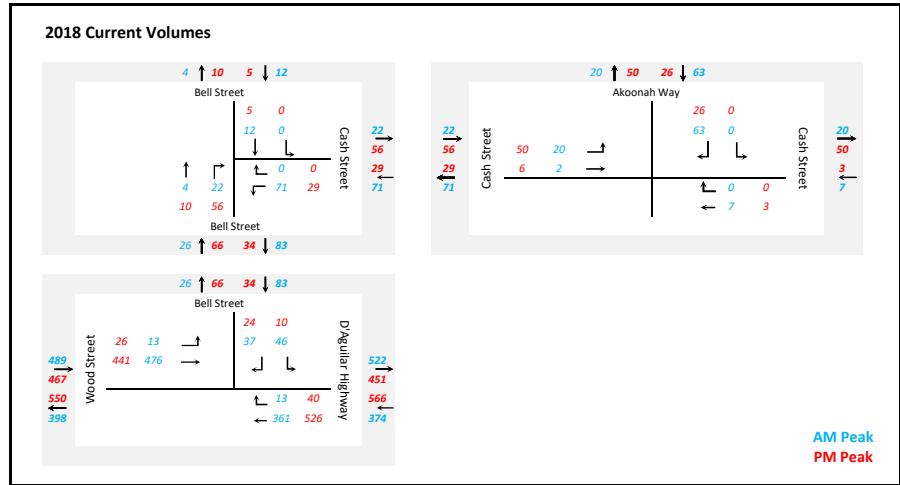 2018 Current Volumes
4 10 5 12
Bell Street
5 0
12 0
Cash Street
22
56
29
71
0 0
4 22 71 29
10 56
Bell Street
26 66 34 83
20 50 26 63
Akoonah Way
26 0
63 0
22
56
29
71
Cash Street
50 20
6 2
Cash Street
20
50
3
7
0 0
7 3
26 66 34 83
Bell Street
24 10
37 46
489
467
550
398
Wood Street
26 13
441 476
D'Aguilar Highway
522
451
566
374
13 40
361 526
AM Peak
PM Peak